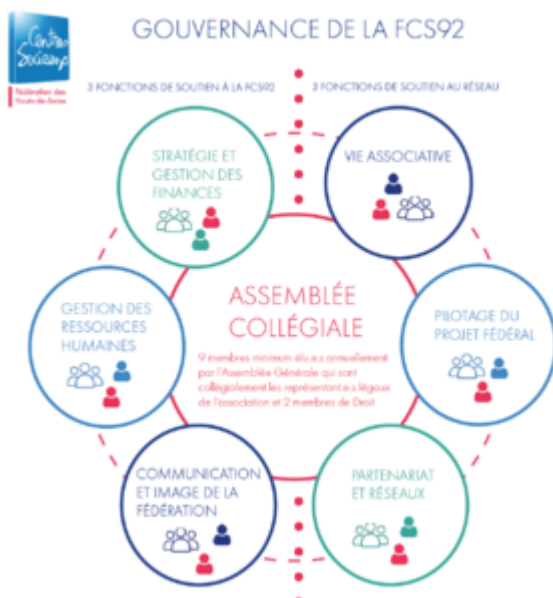 GOUVERNANCE DE LA FCS92
Centres
Sociaux
Fédération des
Hauts-de-Seine
3 FONCTIONS DE SOUTIEN À LA FCS92
3 FONCTIONS DE SOUTIEN AU RÉSEAU
STRATÉGIE ET
GESTION DES
FINANCES
VIE ASSOCIATIVE
GESTION DES
RESSOURCES
HUMAINES
ASSEMBLÉE
COLLÉGIALE
9 membres minimum élu.e.s annuellement
par l'Assemblée Générale qui sont
collégialement les représentant.e.s légaux
de l'association et 2 membres de Droit
PILOTAGE DU
PROJET FÉDÉRAL
COMMUNICATION
ET IMAGE DE LA
FÉDÉRATION
PARTENARIAT
ET RÉSEAUX